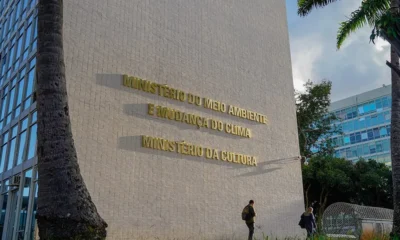 MINISTÉRIO DO MEIO AMBIENTE
E MUDANÇA DO CLIMA
MINISTÉRIO DA CULTURA